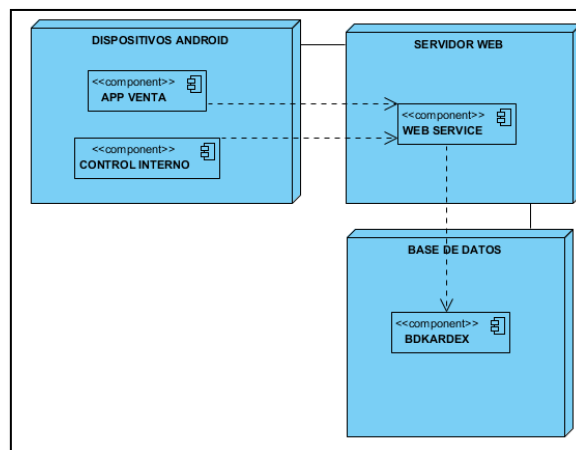 DISPOSITIVOS ANDROID
<<component>>
APP VENTA
<<component>>
CONTROL INTERNO
SERVIDOR WEB
<<component>>
WEB SERVICE
BASE DE DATOS
<<component>>
BDKARDEX